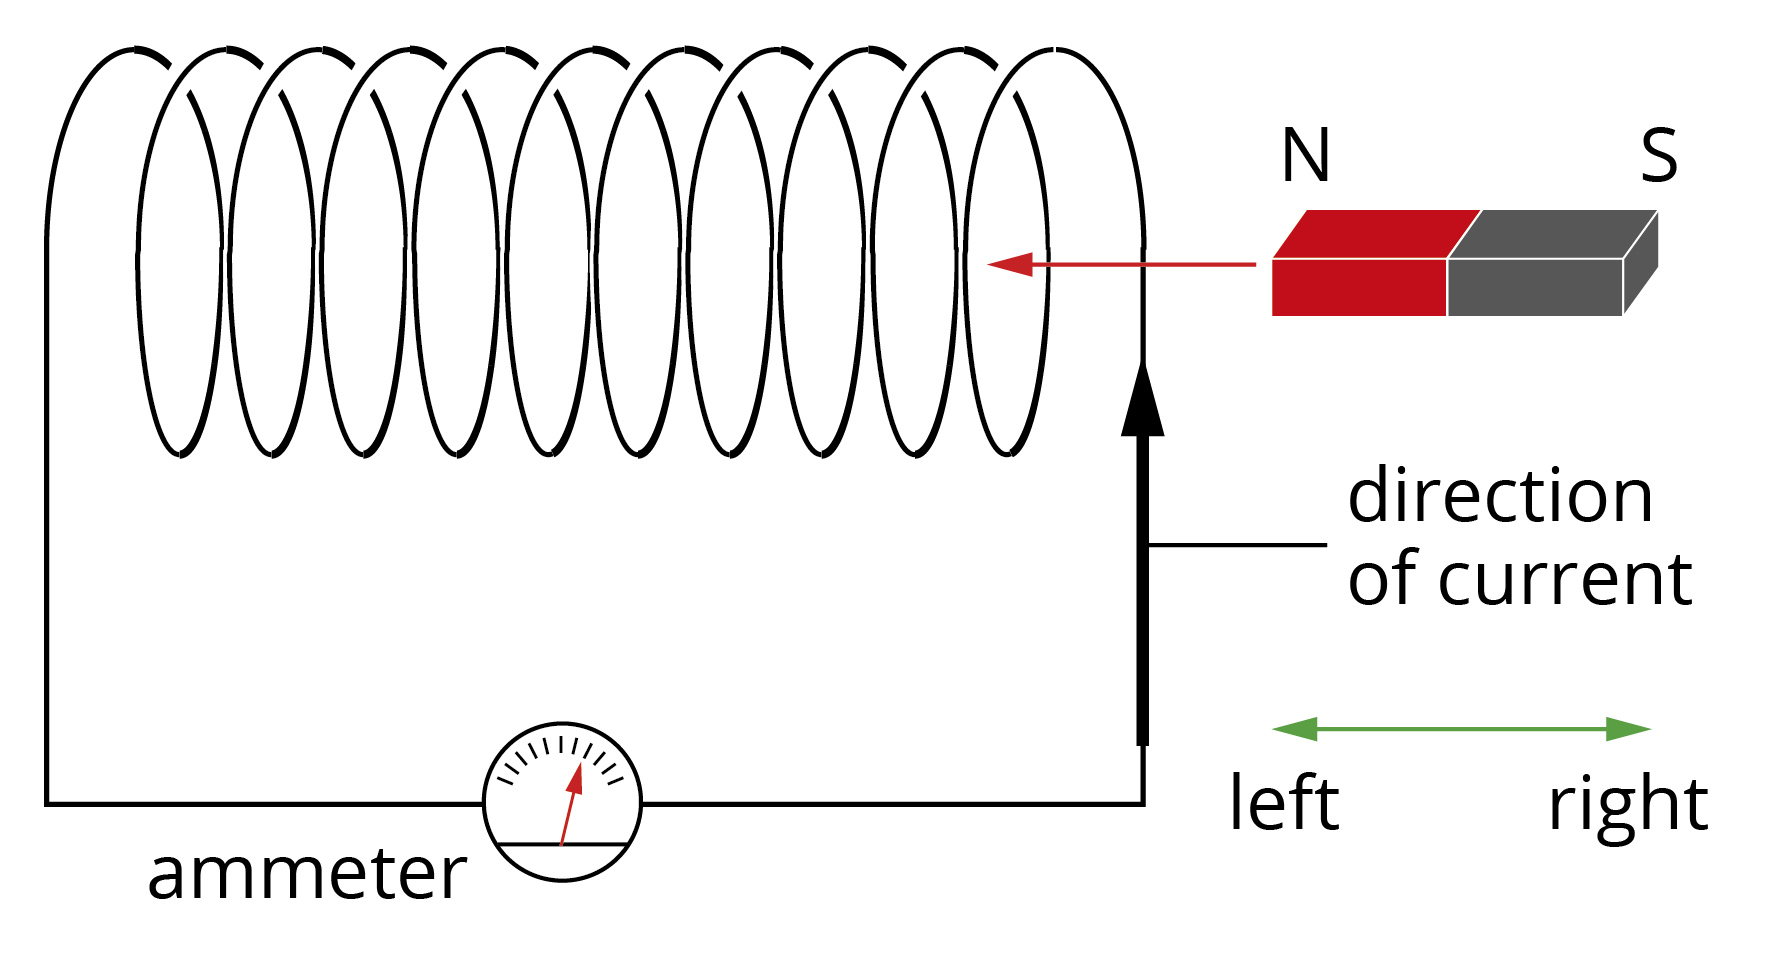 N S
direction
of current
left right
ammeter